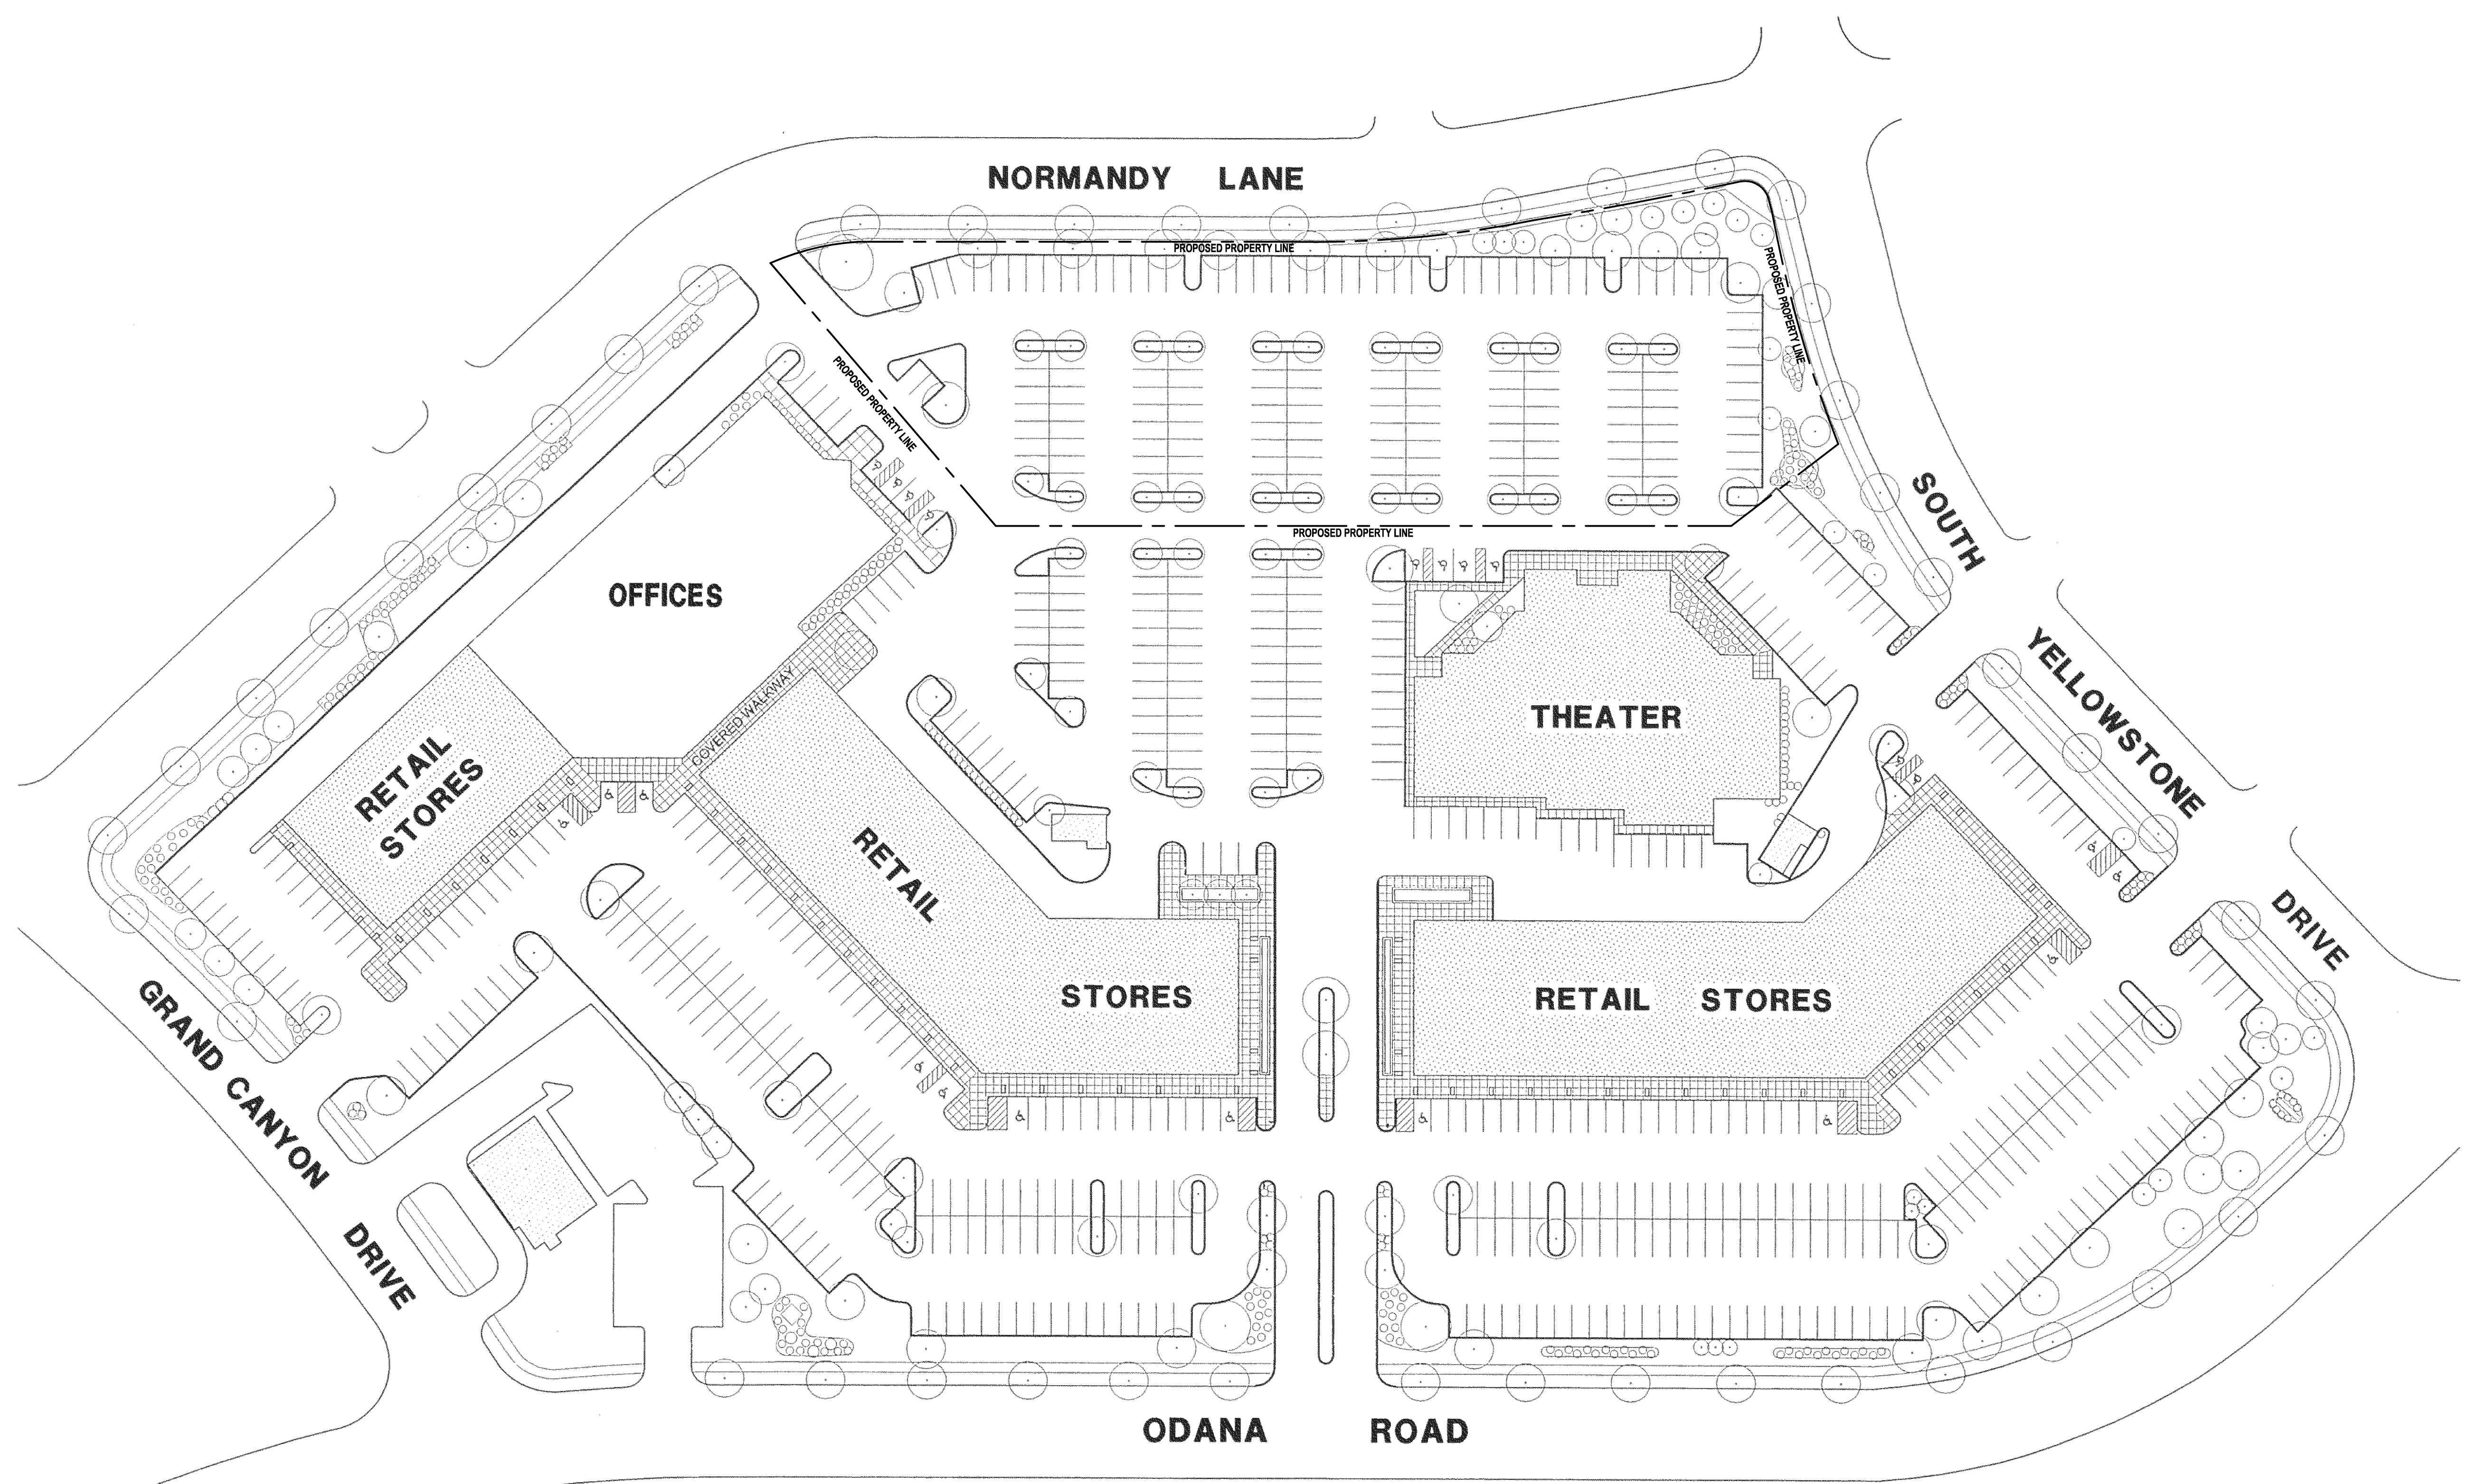 NORMANDY LANE
PROPOSED PROPERTY LINE
PROPOSED PROPERTY LINE
PROPOSED PROPERTY LINE
PROPOSED PROPERTY LINE
SOUTH
YELLOWSTONE
DRIVE
OFFICES
COVERED WALKWAY
THEATER
RETAIL
STORES
RETAIL
STORES
RETAIL STORES
GRAND CANYON
DRIVE
ODANA ROAD